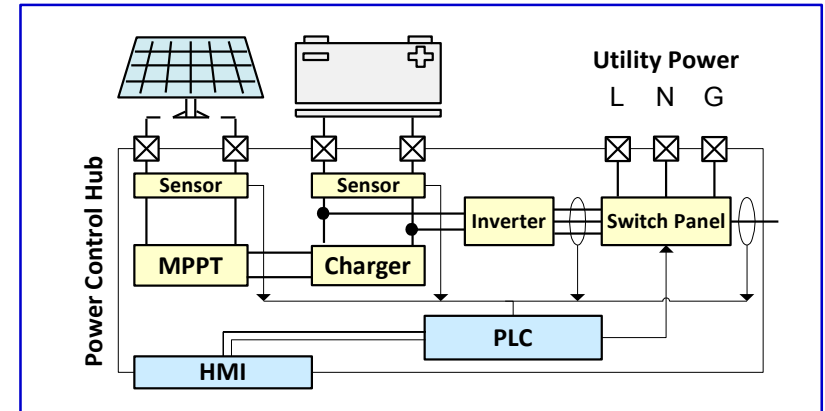 Utility Power
L N G
Sensor
Sensor
Inverter
Switch Panel
MPPT
Charger
Power Control Hub
PLC
HMI